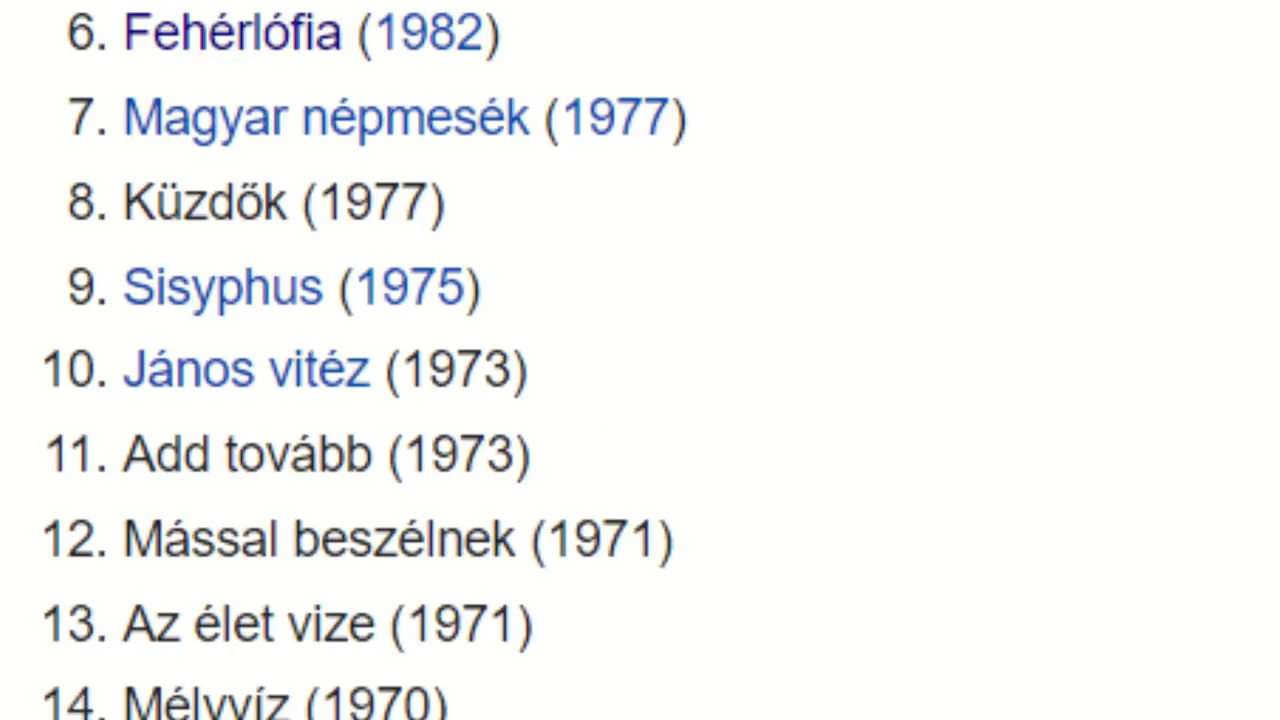 6. Fehérlófia (1982)
7. Magyar népmesék (1977)
8. Küzdők (1977)
9. Sisyphus (1975)
10. János vitéz (1973)
11. Add tovább (1973)
12. Mással beszélnek (1971)
13. Az élet vize (1971)
14. Mélyvíz (1970)